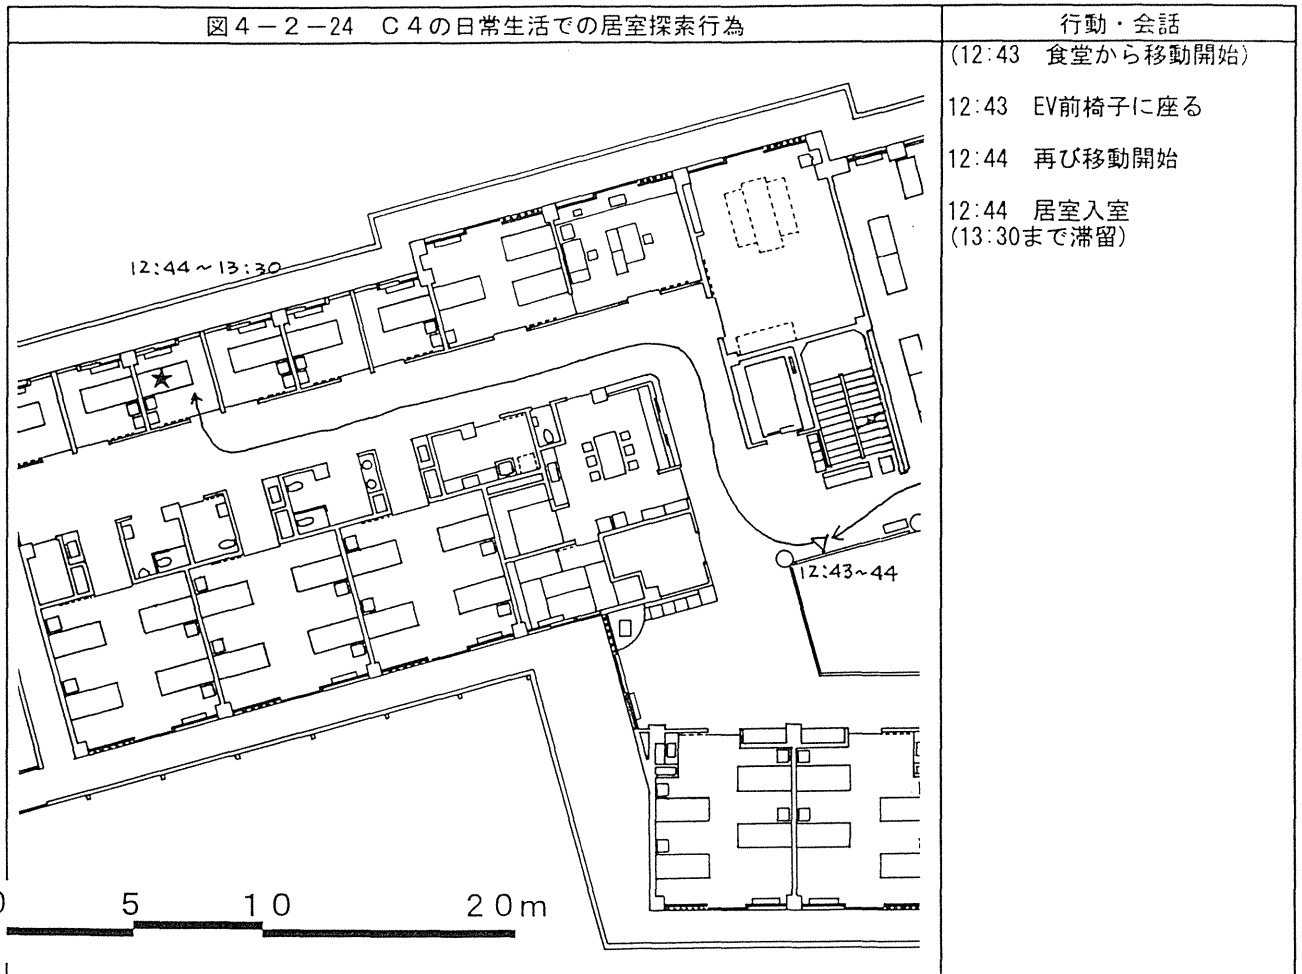 図４－２－24　Ｃ４の日常生活での居室探索行為
行動・会話
(12:43　食堂から移動開始)
12:43　EV前椅子に座る
12:44　再び移動開始
12:44　居室入室
(13:30まで滞留)
12:44～13:30
12:43~44
0　5　10　20m